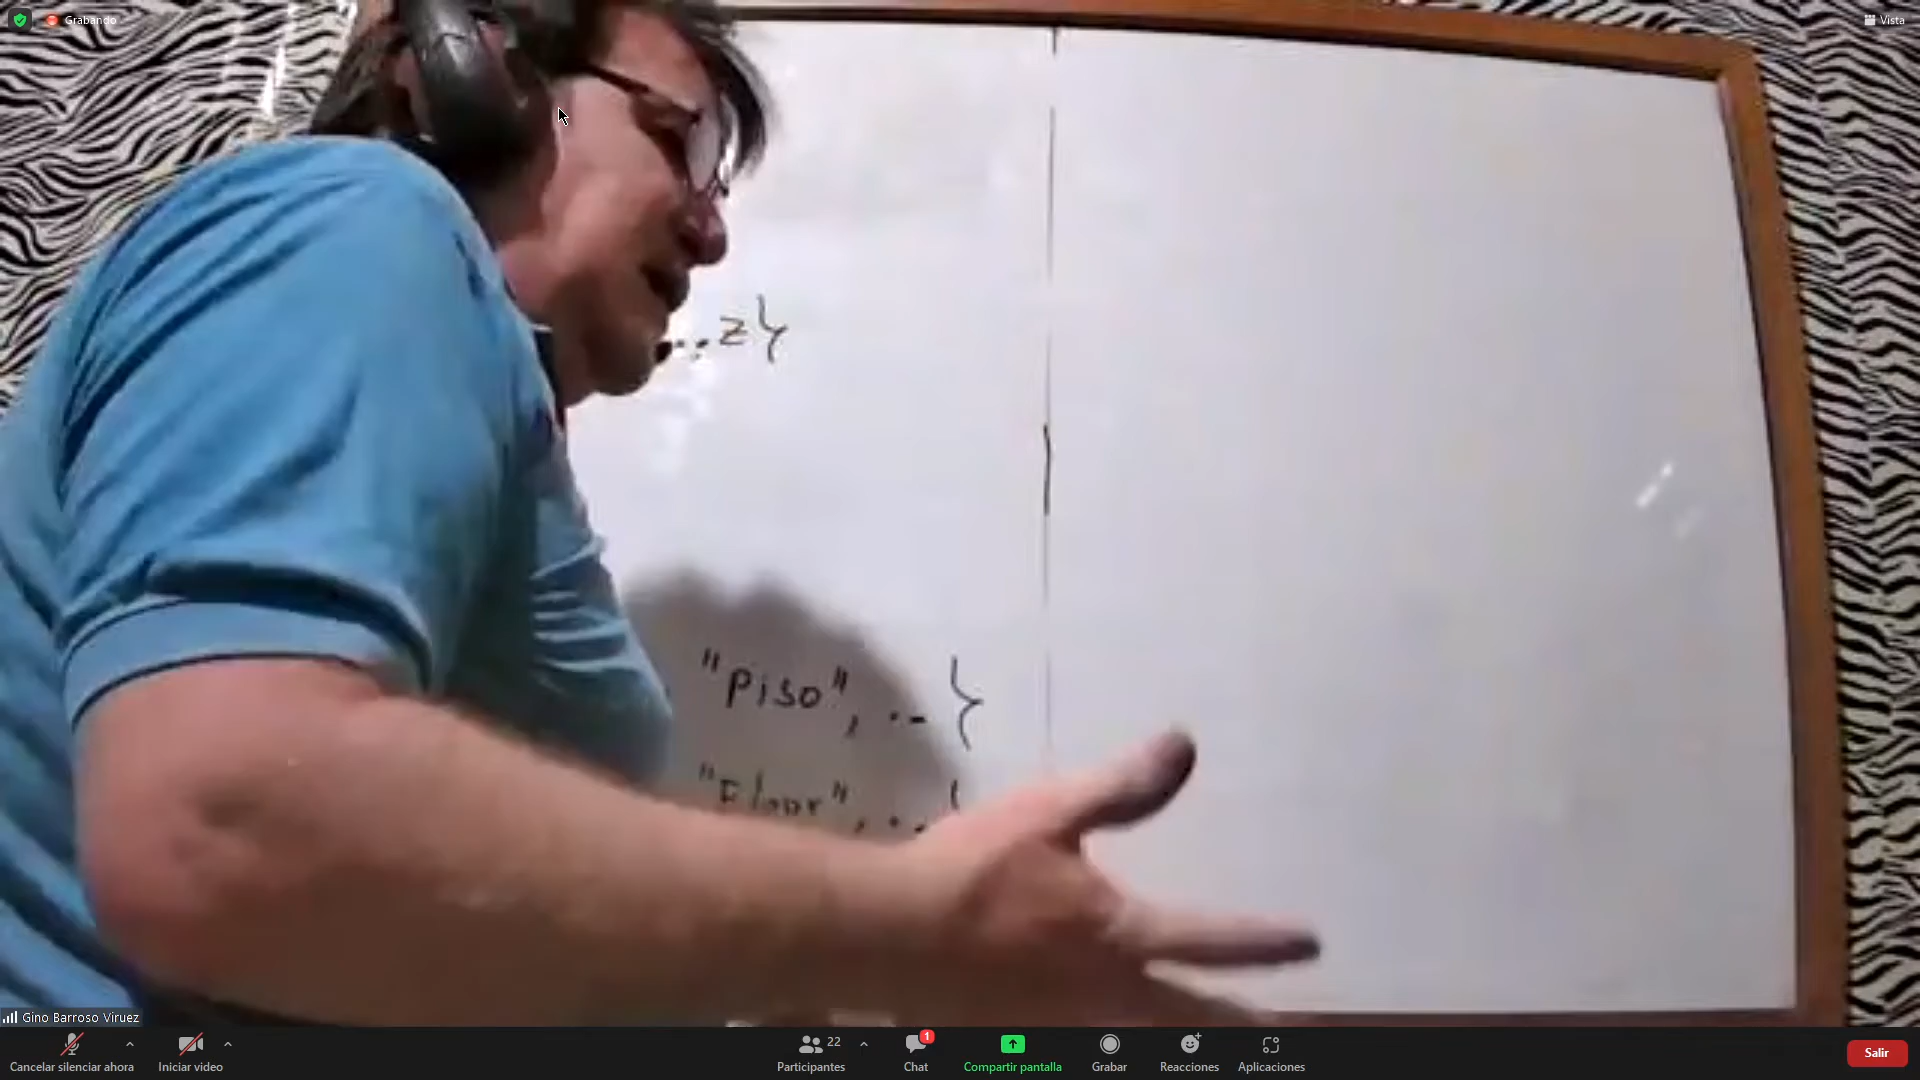 Grabando
Vista
...z}
"Piso", .. }
"Floor", ..
Gino Barroso Viruez
Cancelar silenciar ahora
Iniciar video
22
Participantes
1
Chat
Compartir pantalla
Grabar
Reacciones
Aplicaciones
Salir